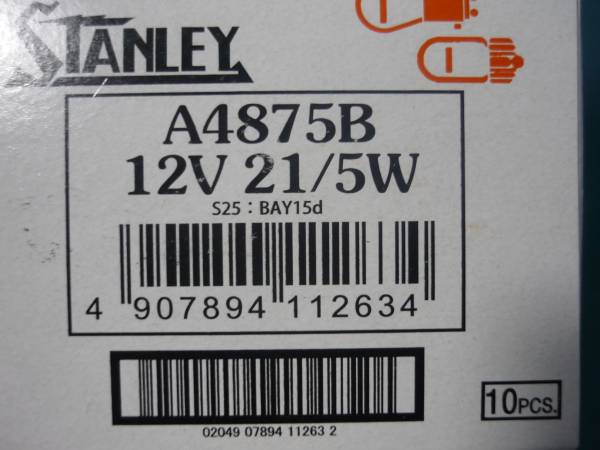 STANLEY
A4875B
12V 21/5W
S25：BAY15d
4 907894 112634
02049 07894 11263 2
10PCS.